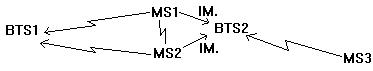 MS1 IM.
BTS1 BTS2
MS2 IM.
MS3